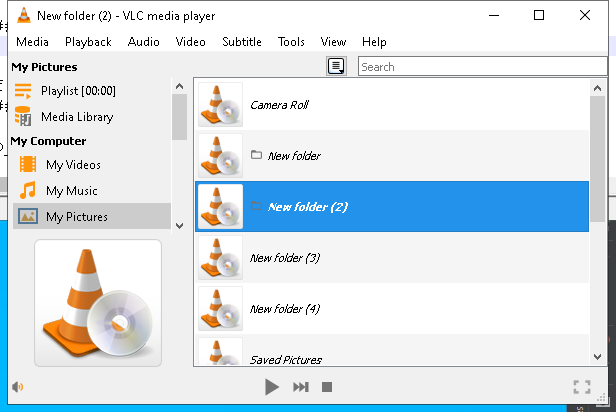 New folder (2) - VLC media player
Media Playback Audio Video Subtitle Tools View Help
My Pictures
Search
Playlist [00:00]
Media Library
My Computer
My Videos
My Music
My Pictures
Camera Roll
New folder
New folder (2)
New folder (3)
New folder (4)
Saved Pictures